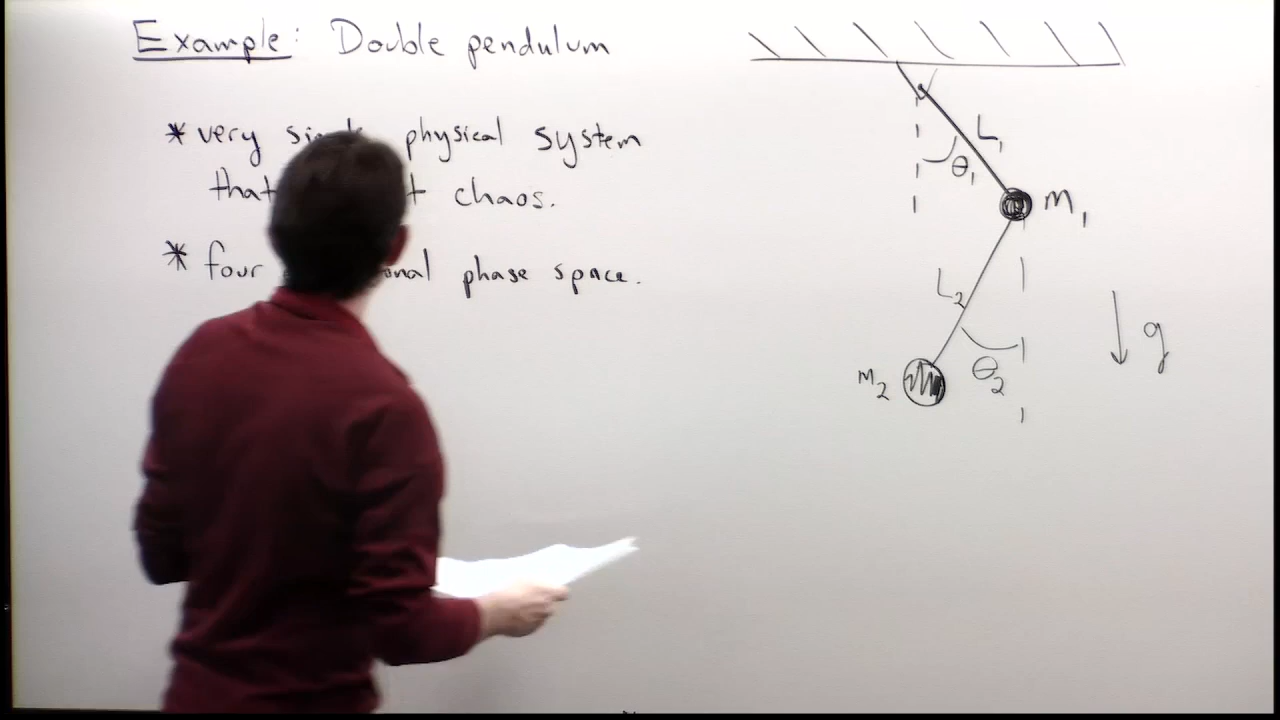 Example: Double pendulum
* very physical system
that chaos.
* four phase space.
L1
θ1
m1
L2
θ2
m2
g